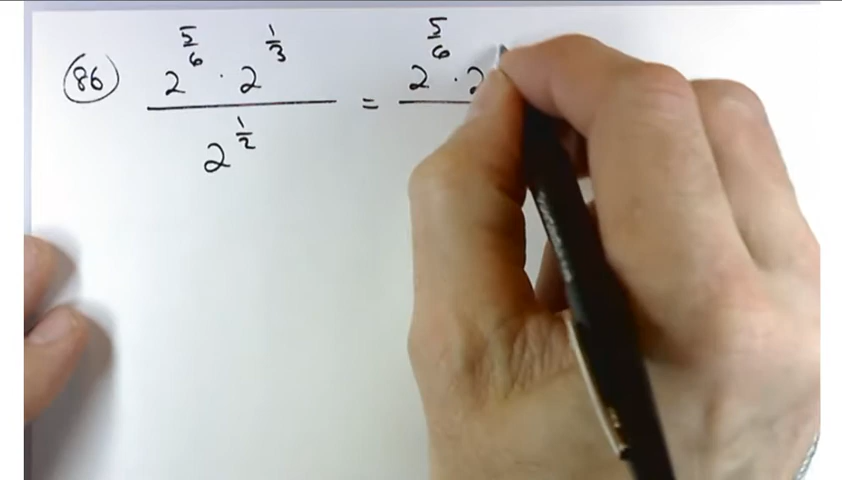 86 2^(5/6) · 2^(1/3) / 2^(1/2) = 2^(5/6) · 2